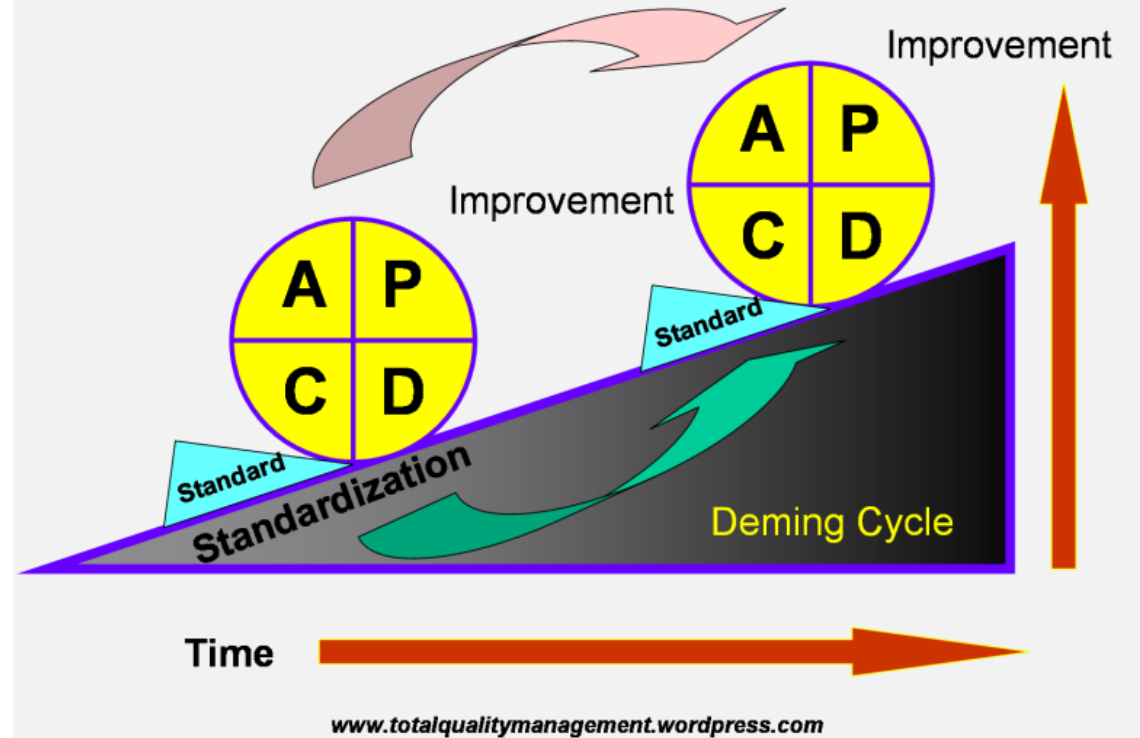 Improvement
A P
C D
Improvement
Standard
A P
C D
Standard
Standardization
Deming Cycle
Time
www.totalqualitymanagement.wordpress.com